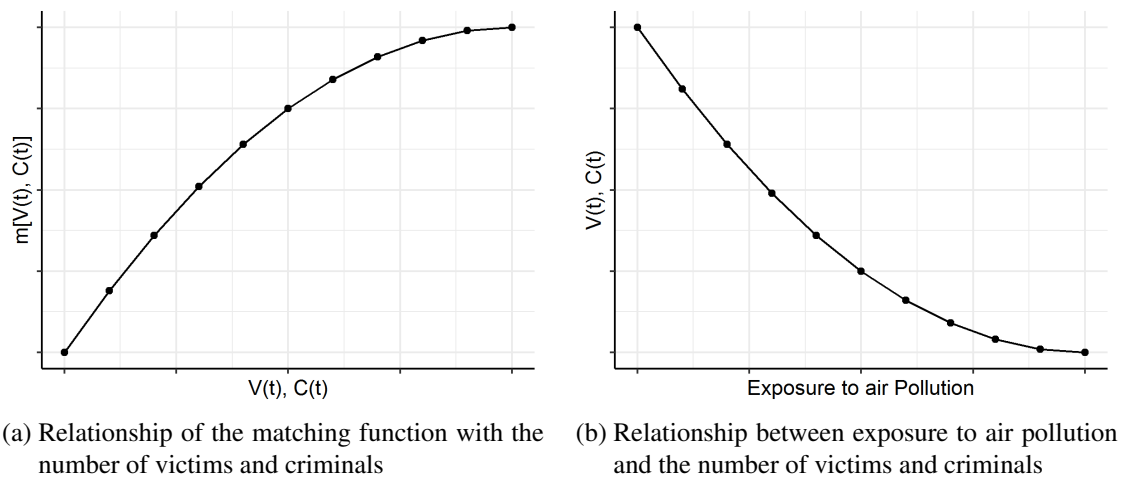 m[V(t), C(t)]
V(t), C(t)
(a) Relationship of the matching function with the
number of victims and criminals
V(t), C(t)
Exposure to air Pollution
(b) Relationship between exposure to air pollution
and the number of victims and criminals